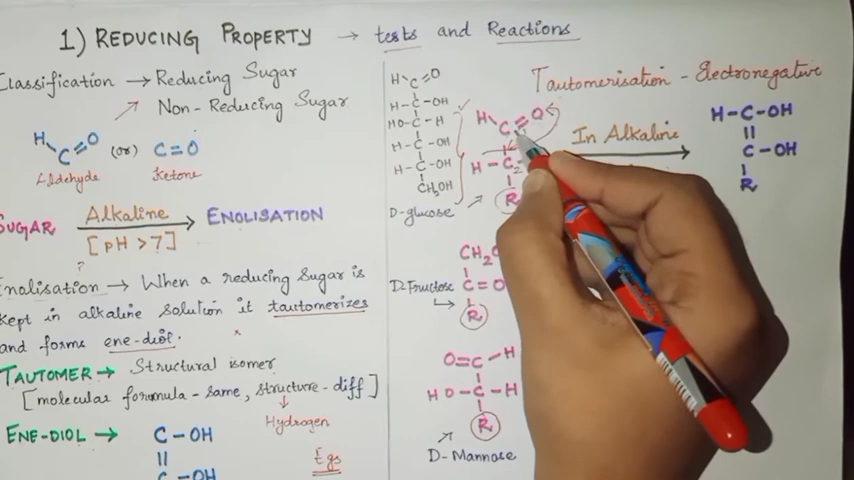 1) REDUCING PROPERTY → tests and Reactions
Classification → Reducing Sugar
Non-Reducing Sugar
H C O (or) C=O
Aldehyde Ketone
SUGAR Alkaline → ENOLISATION
[pH >7]
?
Enolisation → When a reducing Sugar is
kept in alkaline solution it tautomerizes
and forms ene-diol.
TAUTOMER → Structural isomer
[molecular formula - same, structure - diff]
Hydrogen
ENE-DIOL → C-OH
||
C-OH
Egs
H C O
H-C-OH
HO-C-H
H-C-OH
H-C-OH
CH2OH
D-glucose
Tautomerisation - Electronegative
H C O
H-C2
R
In Alkaline
H-C-OH
||
C-OH
R
CH2
D-Fructose C=O
R
O=C-H
HO-C-H
R
D-Mannose